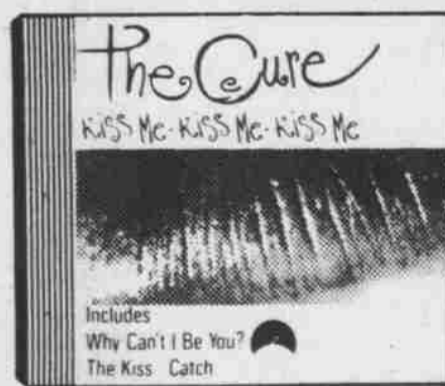 The Cure
Kiss Me - Kiss Me - Kiss Me
Includes
Why Can't I Be You?
The Kiss Catch